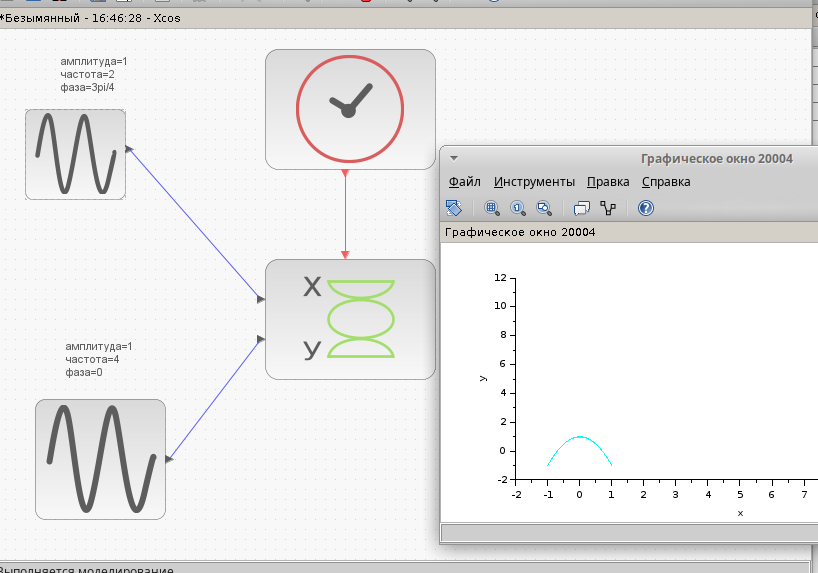 *Безымянный - 16:46:28 - Xcos
амплитуда=1
частота=2
фаза=3pi/4
X
У
амплитуда=1
частота=4
фаза=0
Графическое окно 20004
Файл Инструменты Правка Справка
Графическое окно 20004
12
10
8
6
4
2
0
-2
y
-2 -1 0 1 2 3 4 5 6 7
x
Выполняется моделирование